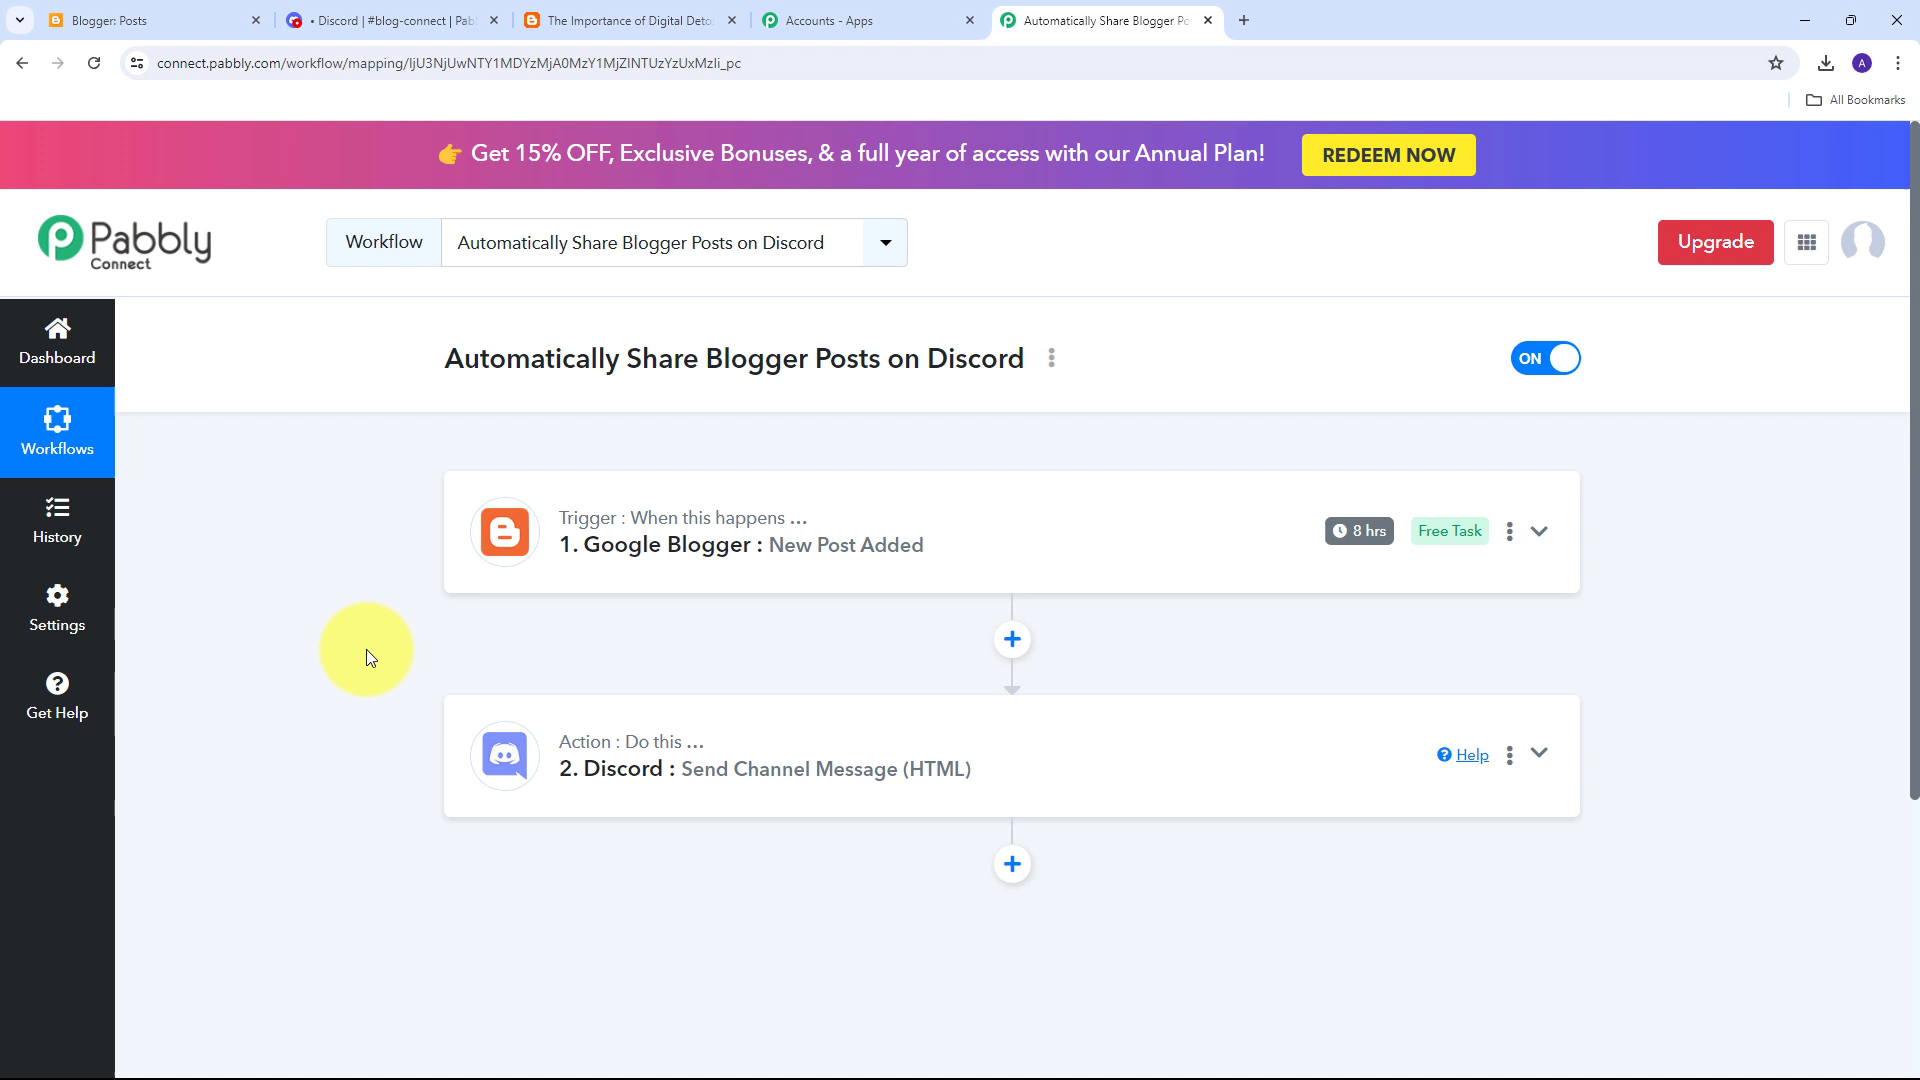 Blogger: Posts
• Discord | #blog-connect | Pab
The Importance of Digital Deto
Accounts - Apps
Automatically Share Blogger Po
connect.pabbly.com/workflow/mapping/IjU3NjUwNTY1MDYzMjA0MzY1MjZINTUzYzUxMzIi_pc
A
All Bookmarks
👉 Get 15% OFF, Exclusive Bonuses, & a full year of access with our Annual Plan!
REDEEM NOW
Pabbly
Connect
Workflow
Automatically Share Blogger Posts on Discord
Upgrade
Dashboard
Workflows
History
Settings
Get Help
Automatically Share Blogger Posts on Discord
ON
Trigger : When this happens ...
1. Google Blogger : New Post Added
8 hrs
Free Task
Action : Do this ...
2. Discord : Send Channel Message (HTML)
Help